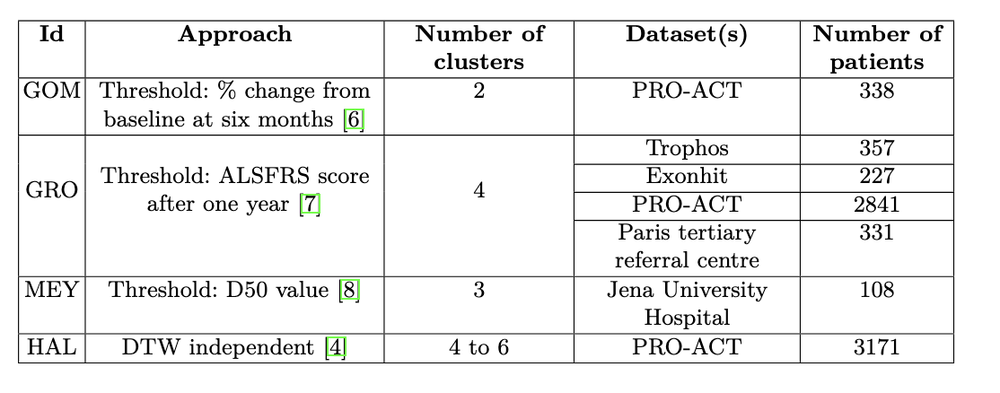 Id Approach Number of Dataset(s) Number of
clusters patients
GOM Threshold: % change from 2 PRO-ACT 338
baseline at six months [6]
Trophos 357
Threshold: ALSFRS score Exonhit 227
GRO 4
after one year [7] PRO-ACT 2841
Paris tertiary 331
referral centre
MEY Threshold: D50 value [8] 3 Jena University 108
Hospital
HAL DTW independent [4] 4 to 6 PRO-ACT 3171